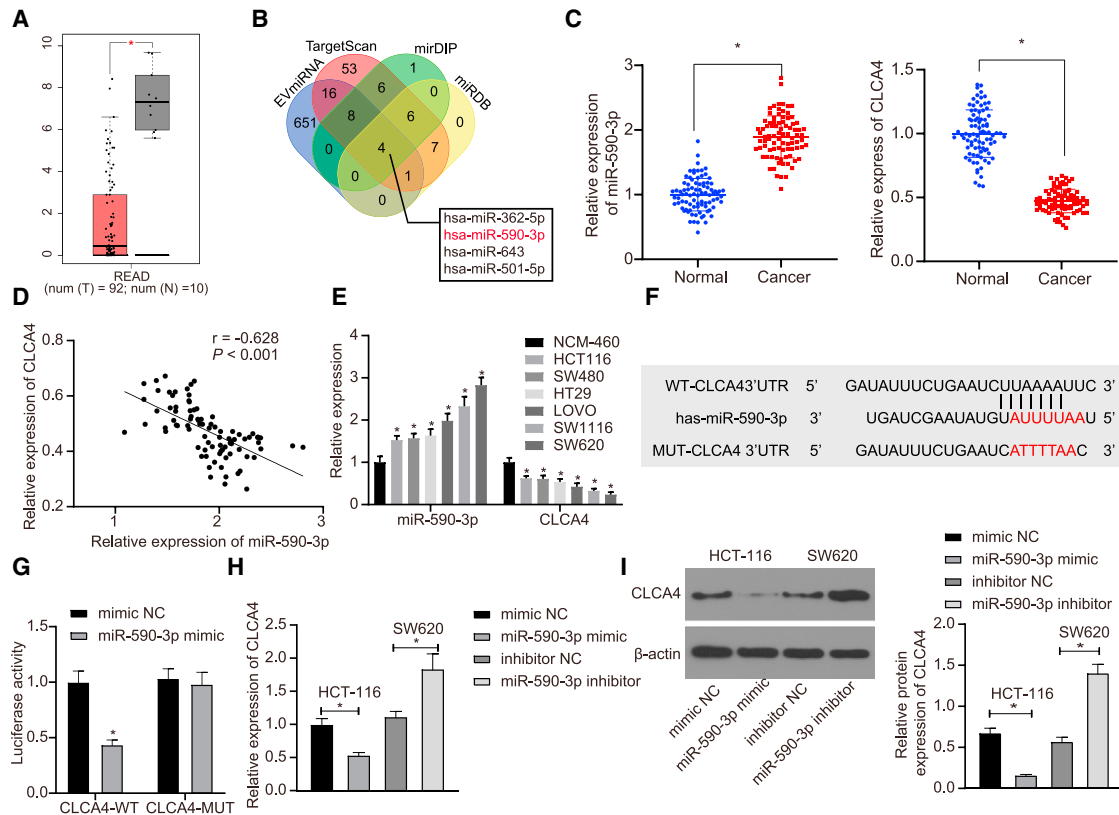 A
10
8
6
4
2
0
*
READ
(num (T) = 92; num (N) =10)
B
EVmiRNA
TargetScan
mirDIP
miRDB
53
1
16
6
0
651
8
6
0
0
4
7
0
1
0
hsa-miR-362-5p
hsa-miR-590-3p
hsa-miR-643
hsa-miR-501-5p
C
Relative expression
of miR-590-3p
3
2
1
0
*
Normal
Cancer
Relative express of CLCA4
1.5
1.0
0.5
0.0
*
Normal
Cancer
D
Relative expression of CLCA4
0.8
0.6
0.4
0.2
r = -0.628
P < 0.001
1
2
3
Relative expression of miR-590-3p
E
Relative expression
4
3
2
1
0
* * * * * *
* * * * * *
miR-590-3p
CLCA4
NCM-460
HCT116
SW480
HT29
LOVO
SW1116
SW620
F
WT-CLCA43'UTR 5' GAUAUUUCUGAAUCUUAAAAUUC 3'
has-miR-590-3p 3' UGAUCGAAUAUGUAUUUUAAU 5'
MUT-CLCA4 3'UTR 5' GAUAUUUCUGAAUCATTTTAAC 3'
G
Luciferase activity
1.5
1.0
0.5
0.0
mimic NC
miR-590-3p mimic
*
CLCA4-WT
CLCA4-MUT
H
Relative expression of CLCA4
2.5
2.0
1.5
1.0
0.5
0.0
HCT-116
*
SW620
*
mimic NC
miR-590-3p mimic
inhibitor NC
miR-590-3p inhibitor
I
HCT-116
SW620
CLCA4
β-actin
mimic NC
miR-590-3p mimic
inhibitor NC
miR-590-3p inhibitor
mimic NC
miR-590-3p mimic
inhibitor NC
miR-590-3p inhibitor
Relative protein
expression of CLCA4
2.0
1.5
1.0
0.5
0.0
HCT-116
*
SW620
*